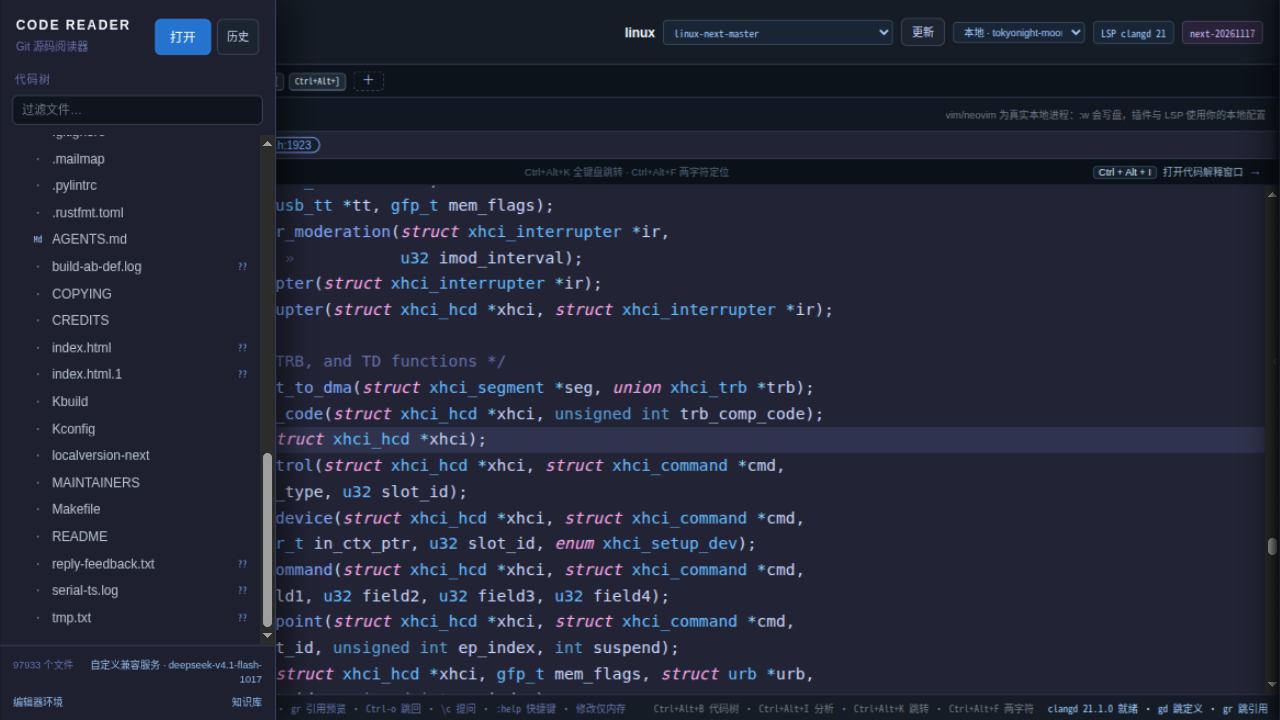 CODE READER
Git 源码阅读器
打开
历史
代码树
过滤文件…
.mailmap
.pylintrc
.rustfmt.toml
Md AGENTS.md
build-ab-def.log ??
COPYING
CREDITS
index.html ??
index.html.1 ??
Kbuild
Kconfig
localversion-next
MAINTAINERS
Makefile
README
reply-feedback.txt ??
serial-ts.log ??
tmp.txt ??
97933 个文件
自定义兼容服务 · deepseek-v4.1-flash-
1017
编辑器环境
知识库
linux
linux-next-master
更新
本地 · tokyonight-moon
LSP clangd 21
next-20261117
Ctrl+Alt+]
+
vim/neovim 为真实本地进程：:w 会写盘，插件与 LSP 使用你的本地配置
h:1923
Ctrl+Alt+K 全键盘跳转 · Ctrl+Alt+F 两字符定位
Ctrl + Alt + I 打开代码解释窗口 →
usb_tt *tt, gfp_t mem_flags);
r_moderation(struct xhci_interrupter *ir,
» u32 imod_interval);
pter(struct xhci_interrupter *ir);
upter(struct xhci_hcd *xhci, struct xhci_interrupter *ir);
TRB, and TD functions */
t_to_dma(struct xhci_segment *seg, union xhci_trb *trb);
_code(struct xhci_hcd *xhci, unsigned int trb_comp_code);
truct xhci_hcd *xhci);
trol(struct xhci_hcd *xhci, struct xhci_command *cmd,
_type, u32 slot_id);
device(struct xhci_hcd *xhci, struct xhci_command *cmd,
r_t in_ctx_ptr, u32 slot_id, enum xhci_setup_dev);
ommand(struct xhci_hcd *xhci, struct xhci_command *cmd,
ld1, u32 field2, u32 field3, u32 field4);
point(struct xhci_hcd *xhci, struct xhci_command *cmd,
t_id, unsigned int ep_index, int suspend);
struct xhci_hcd *xhci, gfp_t mem_flags, struct urb *urb,
· gr 引用预览 · Ctrl-o 跳回 · \c 提问 · :help 快捷键 · 修改仅内存
Ctrl+Alt+B 代码树 · Ctrl+Alt+I 分析 · Ctrl+Alt+K 跳转 · Ctrl+Alt+F 两字符
clangd 21.1.0 就绪 · gd 跳定义 · gr 跳引用